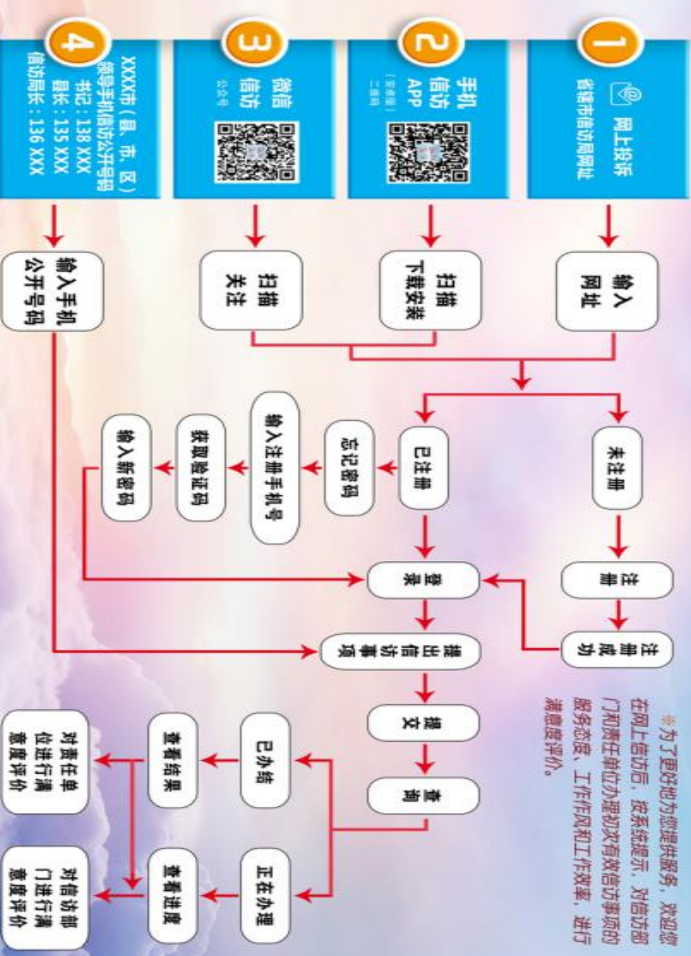 1
网上投诉
省辖市信访局网址
2
手机
信访
APP
(安卓版)
二维码
3
微信
信访
公众号
4
XXXX市(县、市、区)
领导手机信访公开号码
书记:138 XXX
县长:135 XXX
信访局长:136 XXX
输入
网址
扫描
下载安装
扫描
关注
输入手机
公开号码
未注册
已注册
忘记密码
输入注册手机号
获取验证码
输入新密码
注册
注册成功
登录
提出信访事项
提交
查询
已办结
正在办理
查看结果
查看进度
对责任单
位进行满
意度评价
对信访部
门进行满
意度评价
※为了更好地为您提供服务,欢迎您
在网上信访后,按系统提示,对信访部
门和责任单位办理初次有效信访事项的
服务态度、工作作风和工作效率,进行
满意度评价。